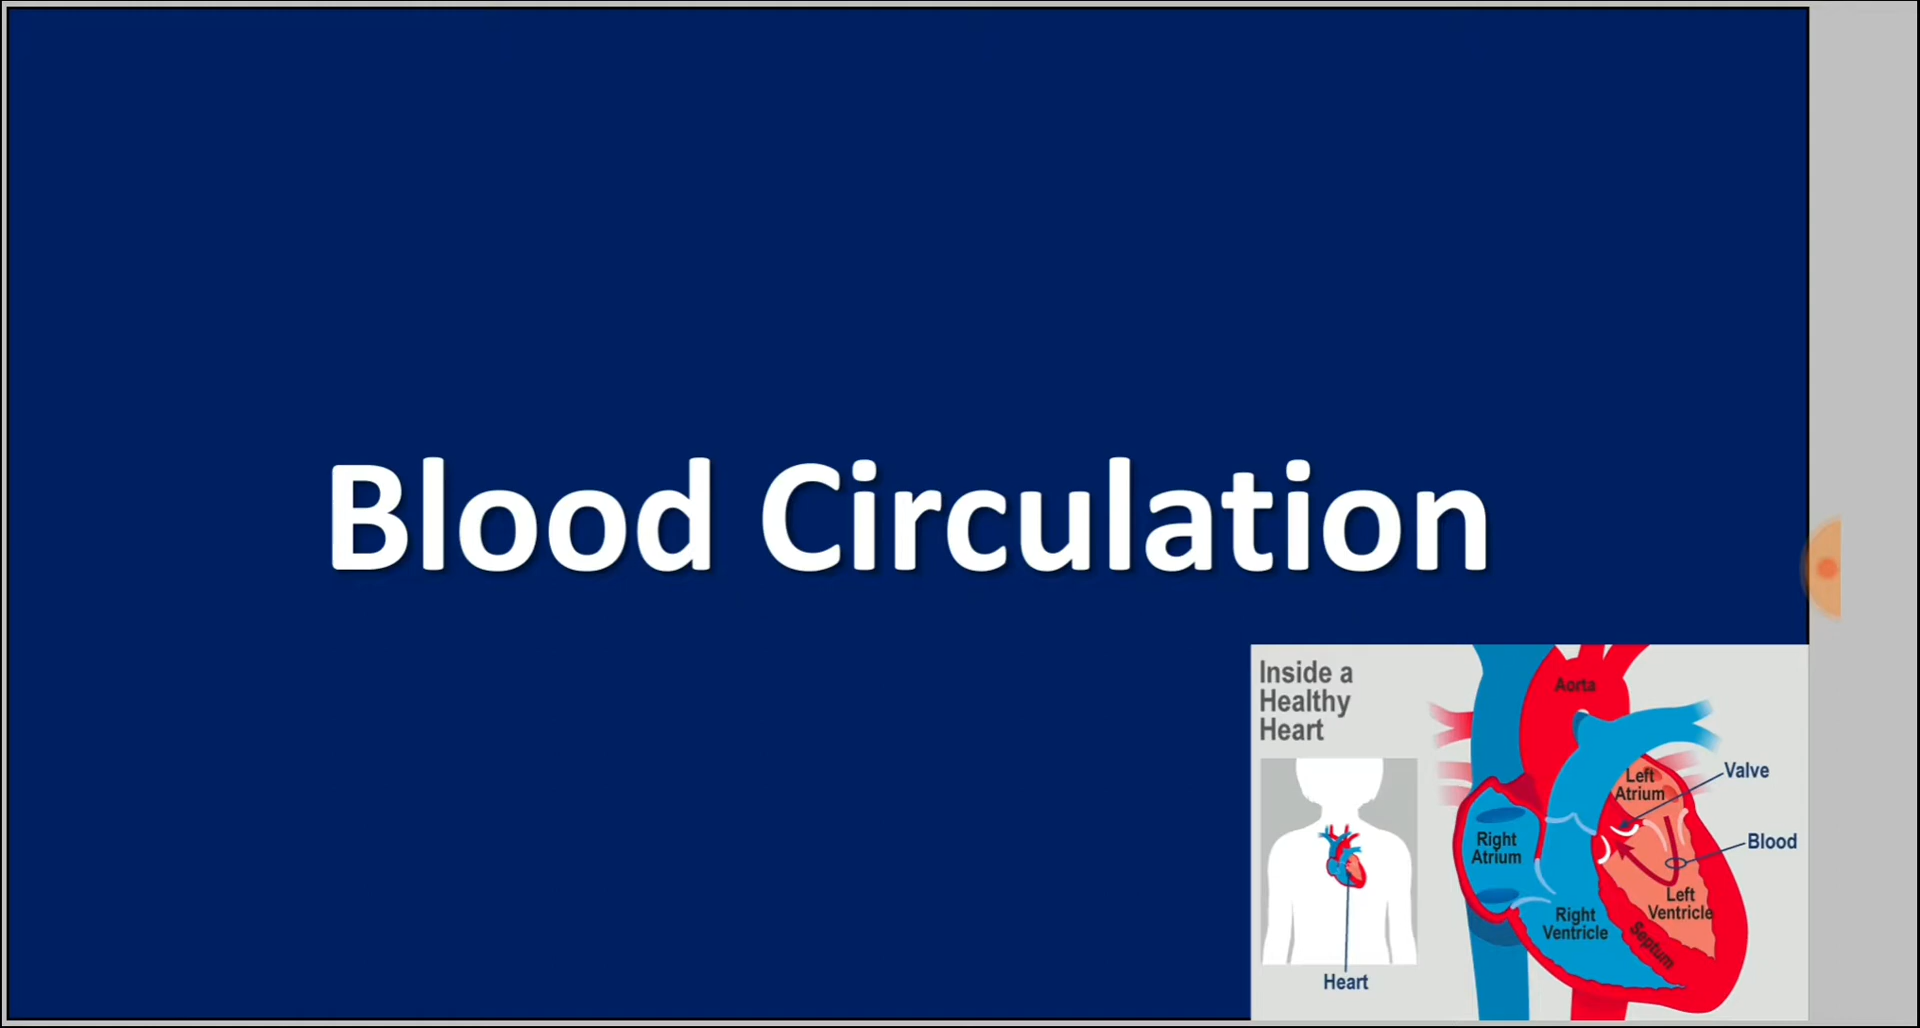 Blood Circulation
Inside a
Healthy
Heart
Aorta
Left
Atrium
Valve
Right
Atrium
Blood
Left
Ventricle
Right
Ventricle
Septum
Heart